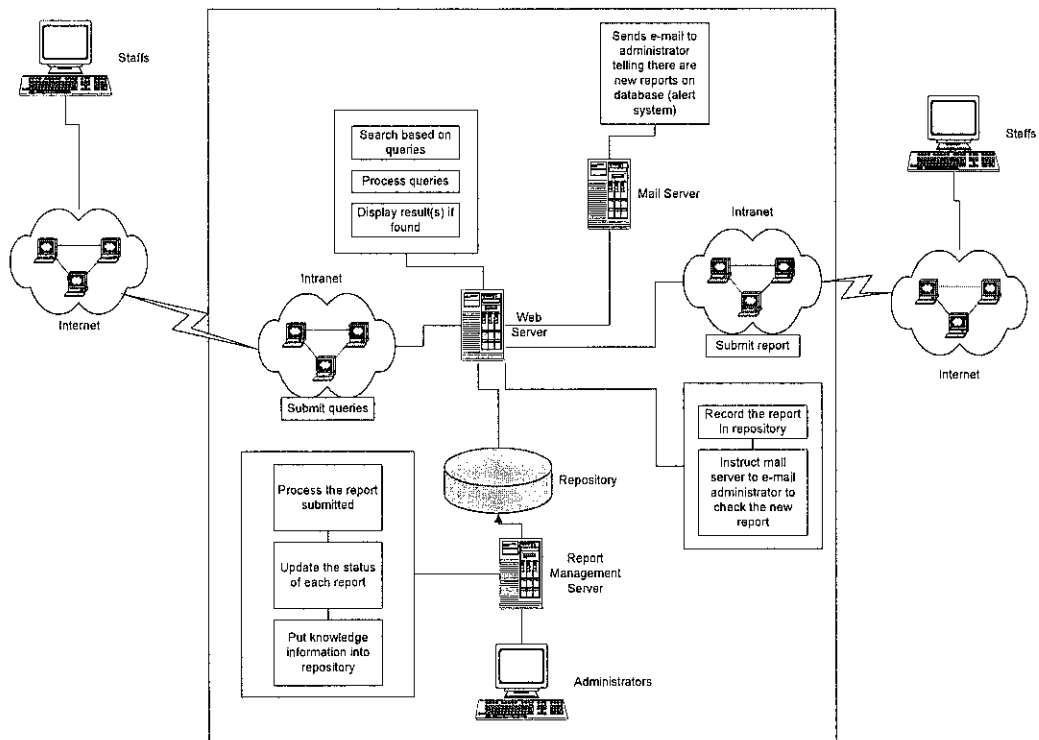 Staffs
Internet
Sends e-mail to
administrator
telling there are
new reports on
database (alert
system)
Mail Server
Search based on
queries
Process queries
Display result(s) if
found
Intranet
Submit queries
Web
Server
Intranet
Submit report
Staffs
Internet
Record the report
in repository
Instruct mail
server to e-mail
administrator to
check the new
report
Repository
Process the report
submitted
Update the status
of each report
Put knowledge
information into
repository
Report
Management
Server
Administrators